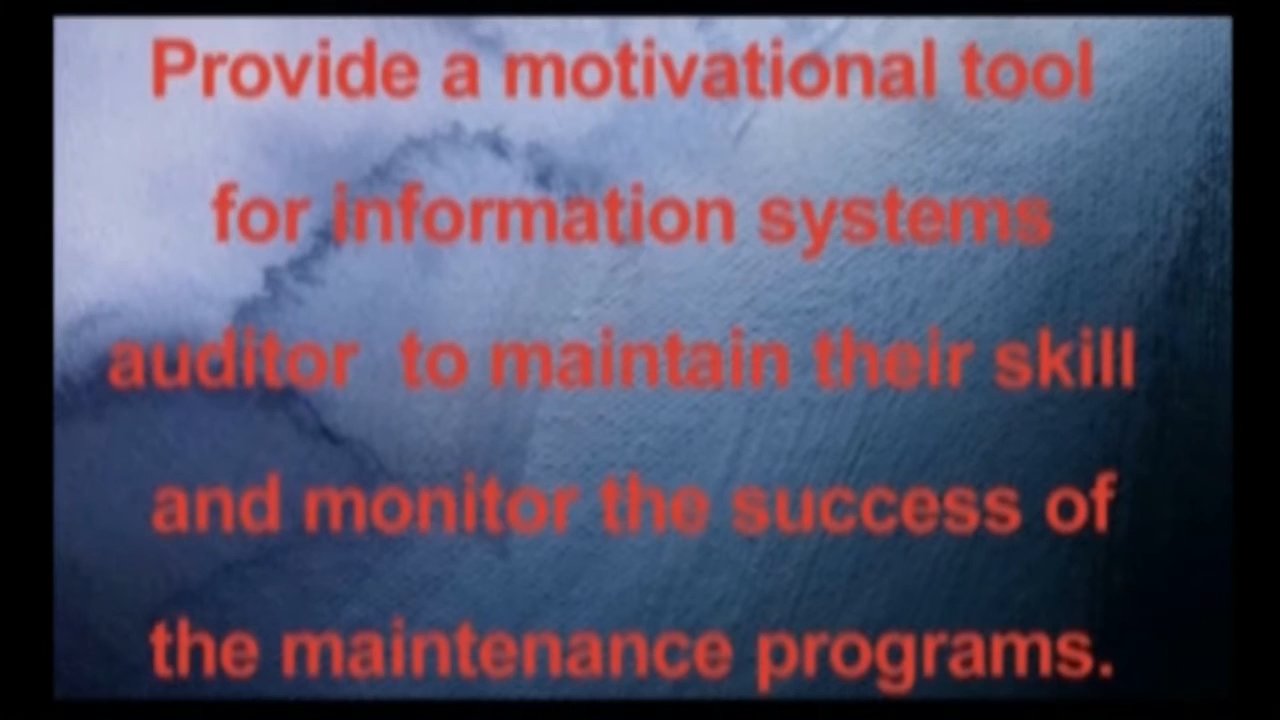 Provide a motivational tool
for information systems
auditor to maintain their skill
and monitor the success of
the maintenance programs.